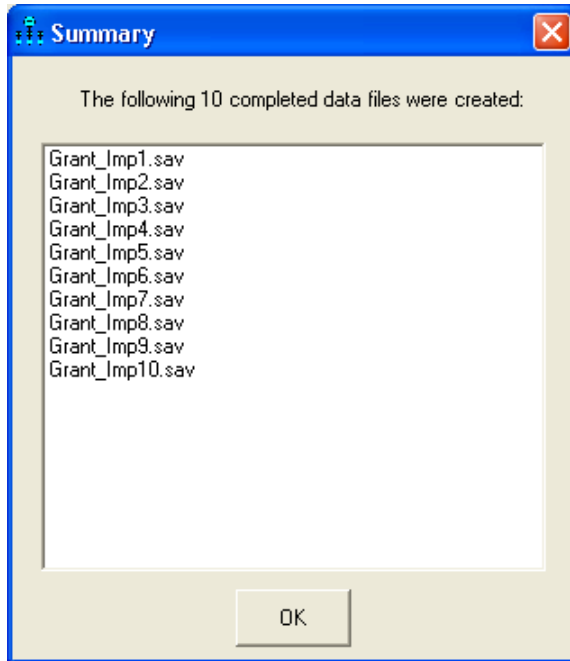 Summary
The following 10 completed data files were created:
Grant_Imp1.sav
Grant_Imp2.sav
Grant_Imp3.sav
Grant_Imp4.sav
Grant_Imp5.sav
Grant_Imp6.sav
Grant_Imp7.sav
Grant_Imp8.sav
Grant_Imp9.sav
Grant_Imp10.sav
OK